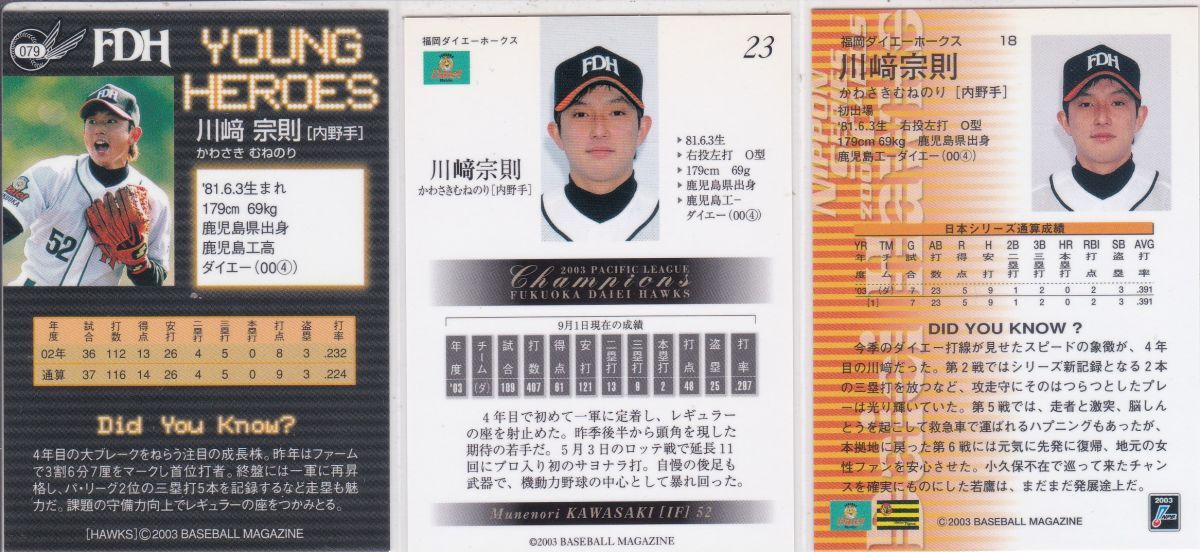 079
FDH
YOUNG
HEROES
川﨑 宗則[内野手]
かわさき むねのり
'81.6.3生まれ
179cm 69kg
鹿児島県出身
鹿児島工高
ダイエー(00④)
52
年度 試合 打数 得点 安打 二塁打 三塁打 本塁打 打点 盗塁 打率
02年 36 112 13 26 4 5 0 8 3 .232
通算 37 116 14 26 4 5 0 9 3 .224
Did You Know?
4年目の大ブレークをねらう注目の成長株。昨年はファーム
で3割6分7厘をマークし首位打者。終盤には一軍に再昇
格し、パ・リーグ2位の三塁打5本を記録するなど走塁も魅
力だ。課題の守備力向上でレギュラーの座をつかみとる。
[HAWKS]©2003 BASEBALL MAGAZINE
福岡ダイエーホークス
23
FDH
川﨑宗則
かわさきむねのり[内野手]
▶'81.6.3生
▶右投左打 O型
▶179cm 69g
▶鹿児島県出身
▶鹿児島工−
ダイエー(00④)
2003 PACIFIC LEAGUE
Champions
FUKUOKA DAIEI HAWKS
9月1日現在の成績
年度 チーム 試合 打数 得点 安打 二塁打 三塁打 本塁打 打点 盗塁 打率
'03 (ダ) 109 407 61 121 13 9 2 48 25 .297
4年目で初めて一軍に定着し、レギュラー
の座を射止めた。昨季後半から頭角を現した
期待の若手だ。5月3日のロッテ戦で延長11
回にプロ入り初のサヨナラ打。自慢の俊足も
武器で、機動力野球の中心として暴れ回った。
Munenori KAWASAKI [IF] 52
©2003 BASEBALL MAGAZINE
福岡ダイエーホークス 18
川﨑宗則
かわさきむねのり[内野手]
初出場
'81.6.3生 右投左打 O型
179cm 69kg 鹿児島県出身
鹿児島工ーダイエー(00④)
FDH
NIPPON
2003
日本シリーズ通算成績
YR TM G AB R H 2B 3B HR RBI SB AVG
年度 チーム 試合 打数 得点 安打 二塁打 三塁打 本塁打 打点 盗塁 打率
'03 (ダ) 7 23 5 9 1 2 0 2 3 .391
[1] 7 23 5 9 1 2 0 2 3 .391
DID YOU KNOW ?
今季のダイエー打線が見せたスピードの象徴が、4年
目の川﨑だった。第2戦ではシリーズ新記録となる2本
の三塁打を放つなど、攻走守にそのはつらつとしたプレ
ーは光り輝いていた。第5戦では、走者と激突、脳しん
とうを起こして救急車で運ばれるハプニングもあったが、
本拠地に戻った第6戦には元気に先発に復帰、地元の女
性ファンを安心させた。小久保不在で巡って来たチャン
スを確実にものにした若鷹は、まだまだ発展途上だ。
©2003 BASEBALL MAGAZINE
2003